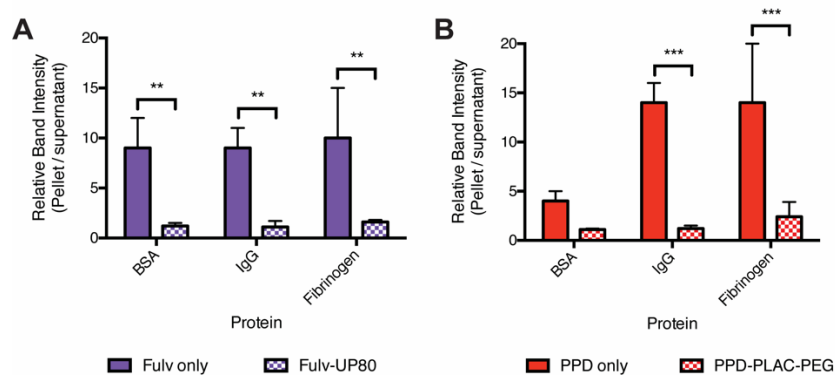 A
Relative Band Intensity
(Pellet / supernatant)
20
15
10
5
0
**
**
**
BSA
IgG
Fibrinogen
Protein
Fulv only
Fulv-UP80
B
Relative Band Intensity
(Pellet / supernatant)
20
15
10
5
0
***
***
BSA
IgG
Fibrinogen
Protein
PPD only
PPD-PLAC-PEG